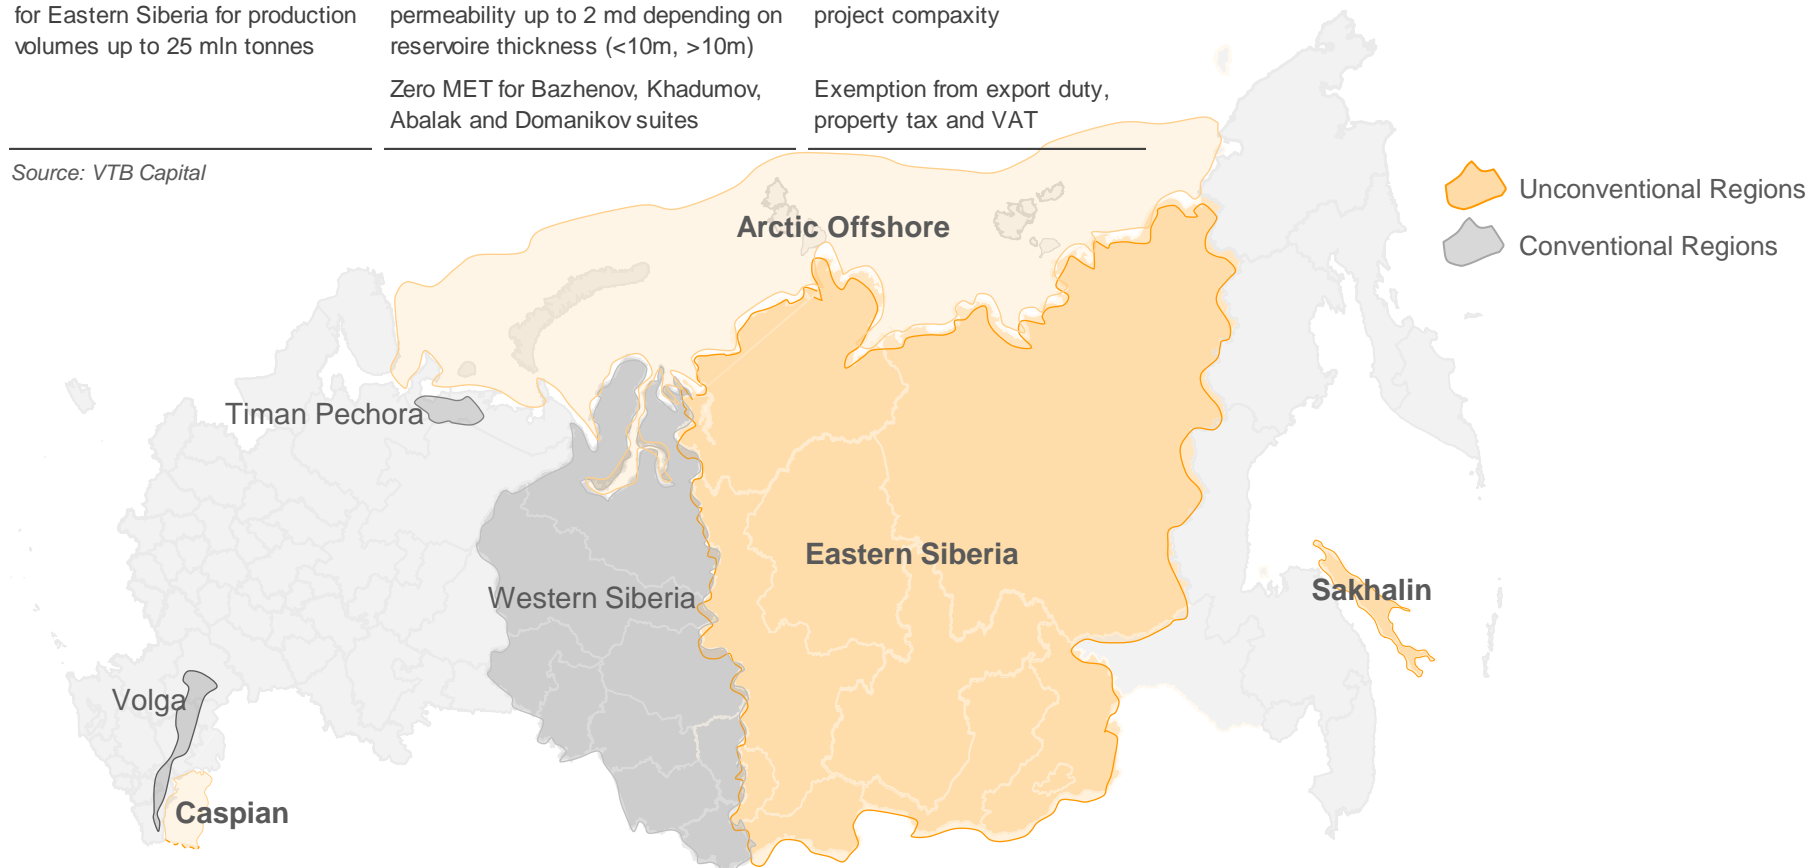 for Eastern Siberia for production
volumes up to 25 mln tonnes
permeability up to 2 md depending on
reservoire thickness (<10m, >10m)
Zero MET for Bazhenov, Khadumov,
Abalak and Domanikov suites
project compaxity
Exemption from export duty,
property tax and VAT
Source: VTB Capital
Unconventional Regions
Conventional Regions
Arctic Offshore
Timan Pechora
Eastern Siberia
Western Siberia
Sakhalin
Volga
Caspian